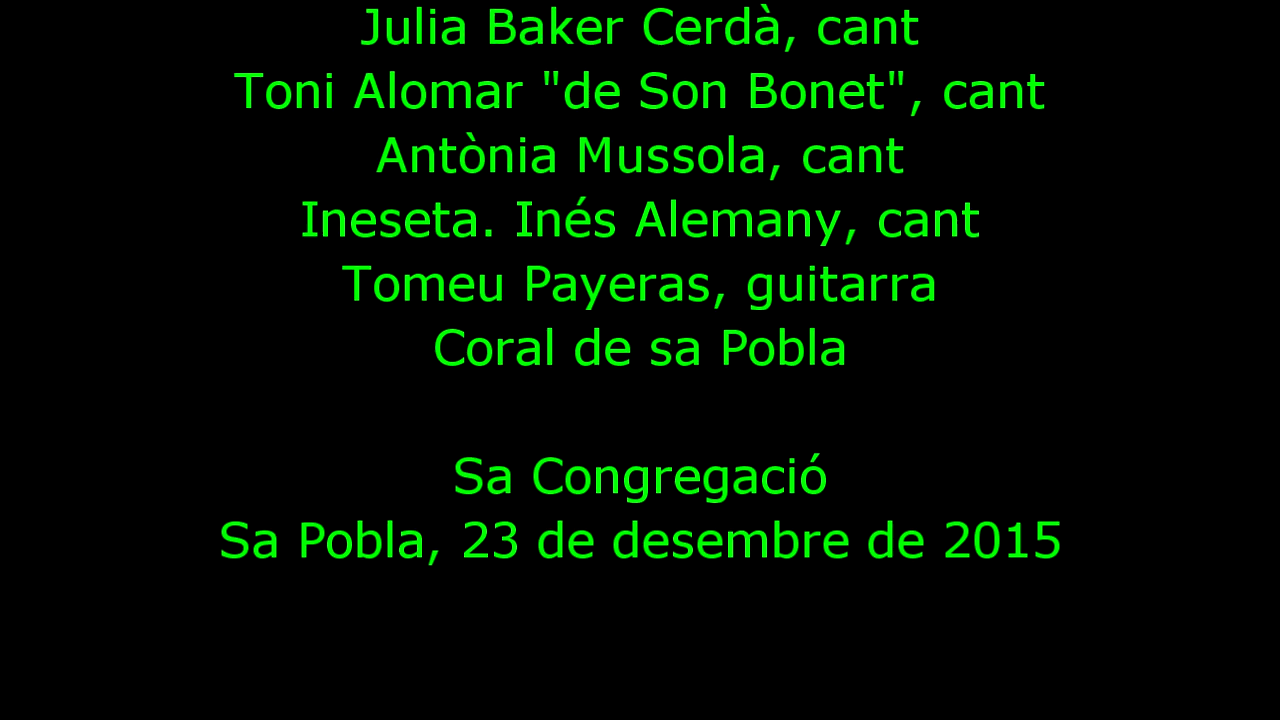 Julia Baker Cerdà, cant
Toni Alomar "de Son Bonet", cant
Antònia Mussola, cant
Ineseta. Inés Alemany, cant
Tomeu Payeras, guitarra
Coral de sa Pobla
Sa Congregació
Sa Pobla, 23 de desembre de 2015